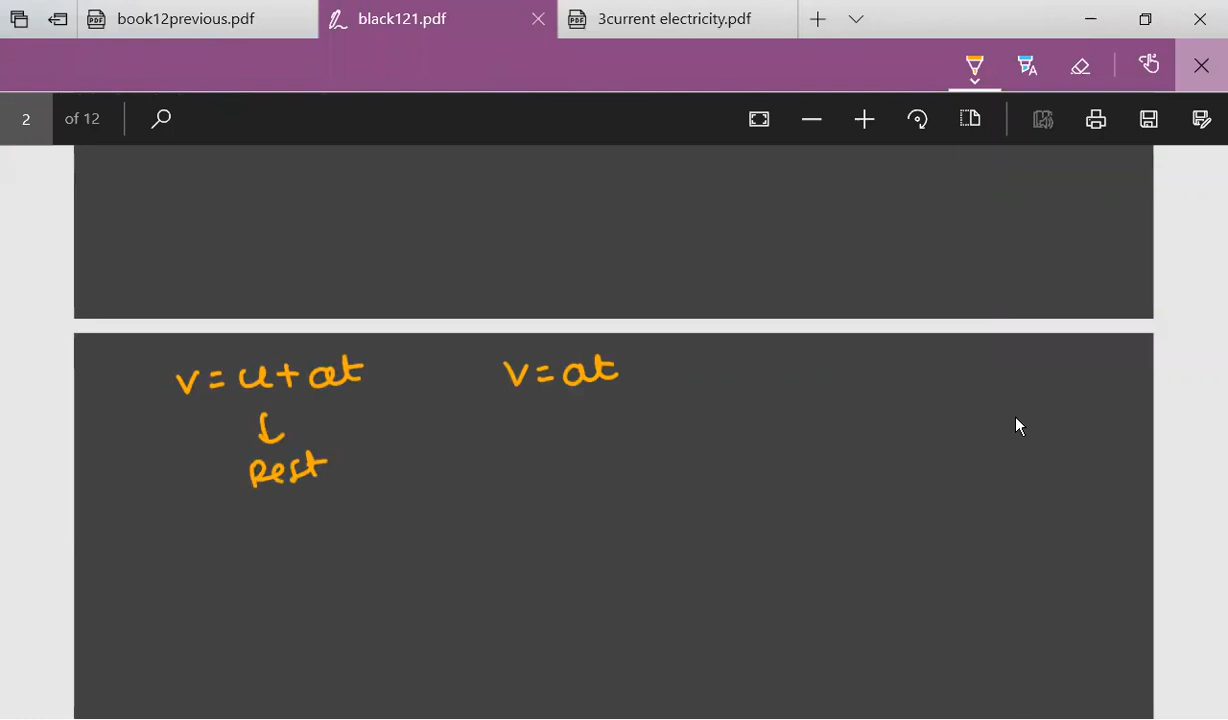 book12previous.pdf black121.pdf 3current electricity.pdf
2 of 12
v = u + at v = at
↓
Rest